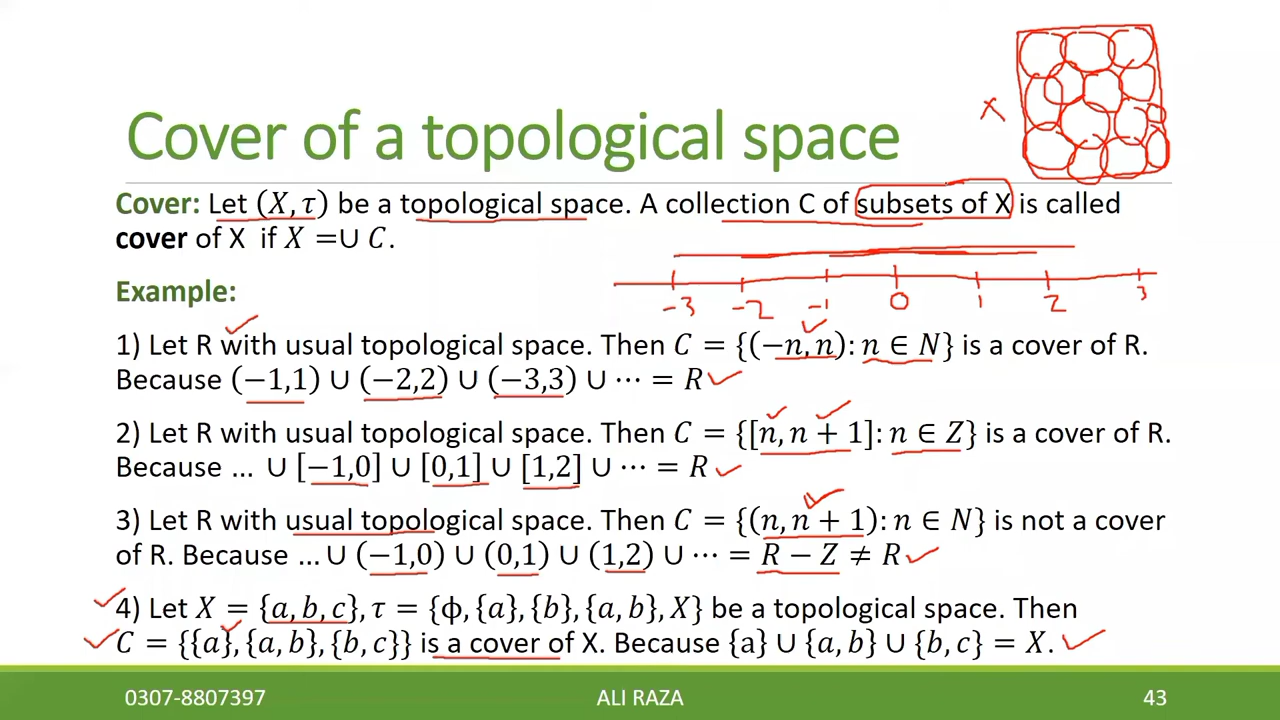 Cover of a topological space
X
Cover: Let (X, τ) be a topological space. A collection C of subsets of X is called
cover of X if X =∪ C.
-3 -2 -1 0 1 2 3
Example:
1) Let R with usual topological space. Then C = {(−n, n): n ∈ N} is a cover of R.
Because (−1,1) ∪ (−2,2) ∪ (−3,3) ∪ ⋯ = R
2) Let R with usual topological space. Then C = {[n, n + 1]: n ∈ Z} is a cover of R.
Because ... ∪ [−1,0] ∪ [0,1] ∪ [1,2] ∪ ⋯ = R
3) Let R with usual topological space. Then C = {(n, n + 1): n ∈ N} is not a cover
of R. Because ... ∪ (−1,0) ∪ (0,1) ∪ (1,2) ∪ ⋯ = R − Z ≠ R
4) Let X = {a, b, c}, τ = {ϕ, {a}, {b}, {a, b}, X} be a topological space. Then
C = {{a}, {a, b}, {b, c}} is a cover of X. Because {a} ∪ {a, b} ∪ {b, c} = X.
0307-8807397 ALI RAZA 43